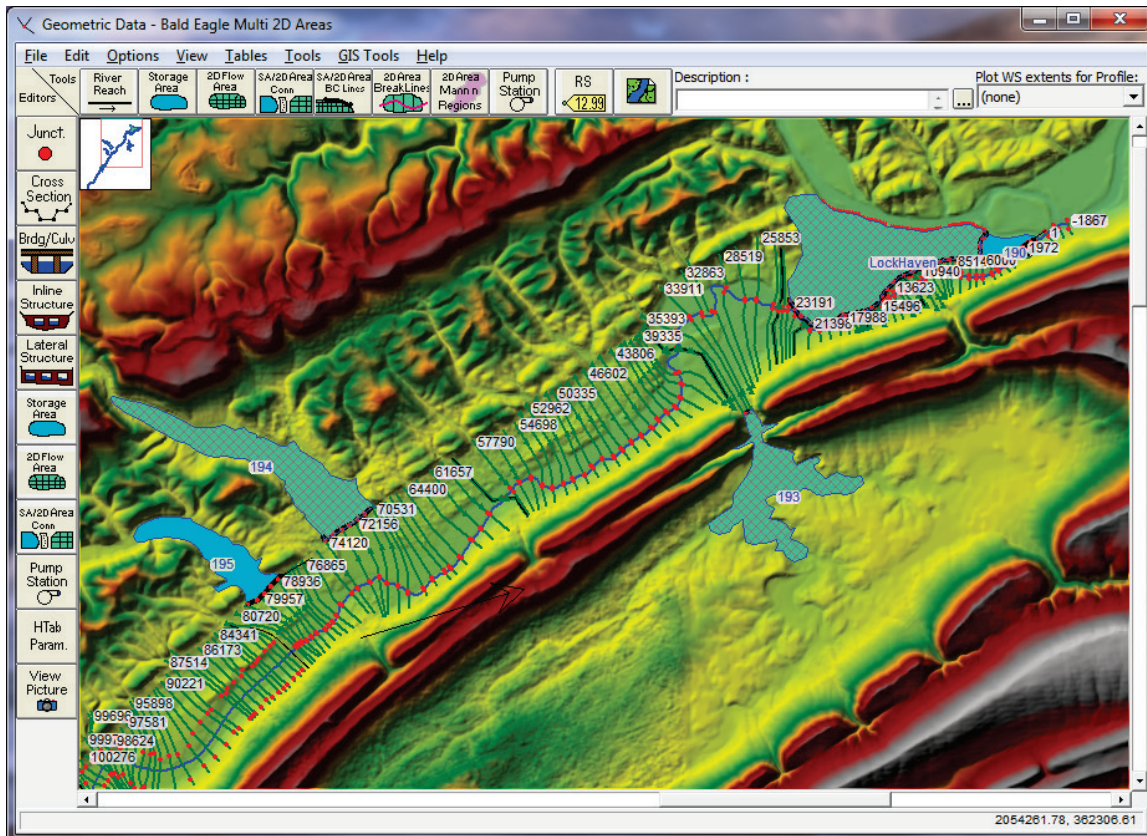 Geometric Data - Bald Eagle Multi 2D Areas
File Edit Options View Tables Tools GIS Tools Help
Tools
Editors
River
Reach
Storage
Area
2D Flow
Area
SA/2D Area
Conn
SA/2D Area
BC Lines
2D Area
BreakLines
2D Area
Mann n
Regions
Pump
Station
RS
12.99
Description :
...
Plot WS extents for Profile:
(none)
Junct.
Cross
Section
Brdg/Culv
Inline
Structure
Lateral
Structure
Storage
Area
2D Flow
Area
SA/2D Area
Conn
Pump
Station
HTab
Param.
View
Picture
-1867
1
1972
190
LockHaven
10940
13623
15496
17988
21398
23191
25853
28519
32863
33911
35393
39335
43806
46602
50335
52962
54698
57790
61657
64400
193
194
70531
72156
74120
76865
195
78936
79957
80720
84341
86173
87514
90221
95898
97581
98624
100276
2054261.78, 362306.61